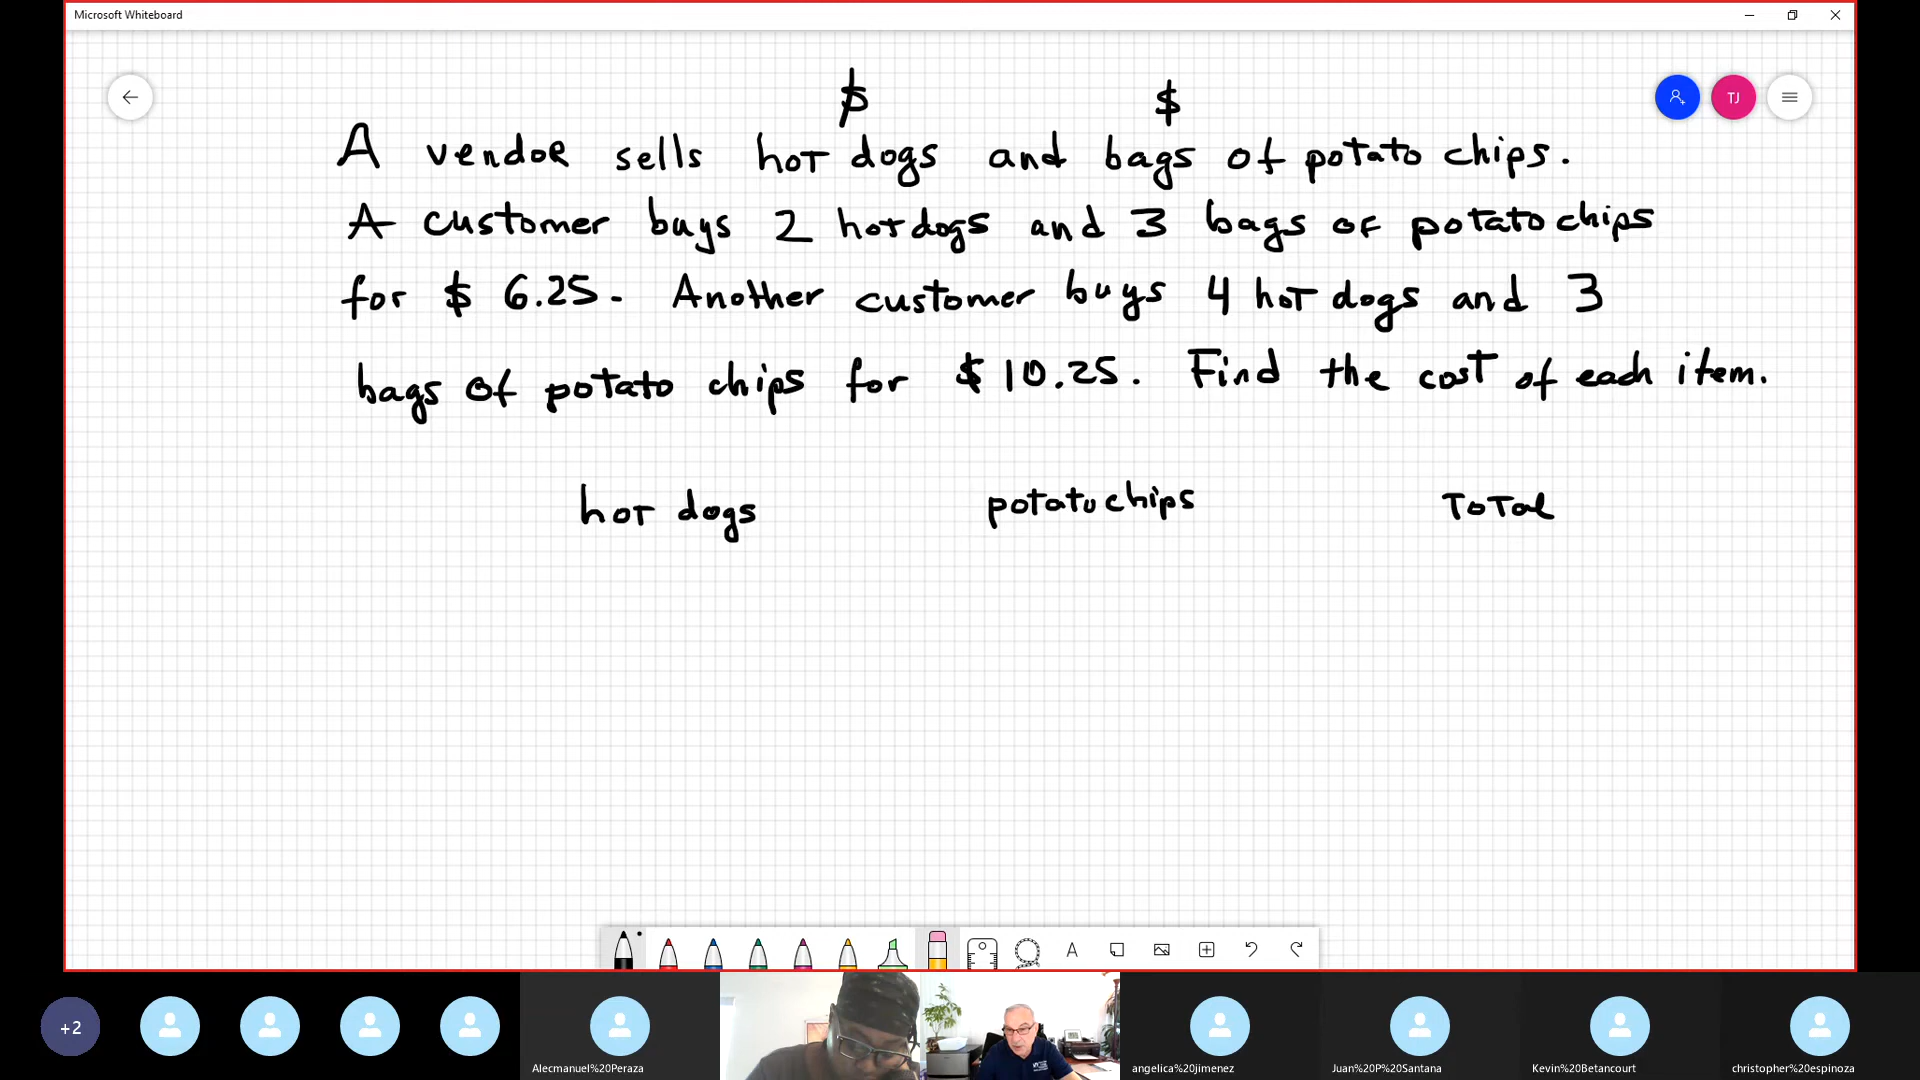 Microsoft Whiteboard
$ $
TJ
A vendor sells hot dogs and bags of potato chips.
A customer buys 2 hotdogs and 3 bags of potato chips
for $ 6.25. Another customer buys 4 hot dogs and 3
bags of potato chips for $ 10.25. Find the cost of each item.
hot dogs potato chips Total
A
+2
Alecmanuel%20Peraza
angelica%20jimenez
Juan%20P%20Santana
Kevin%20Betancourt
christopher%20espinoza